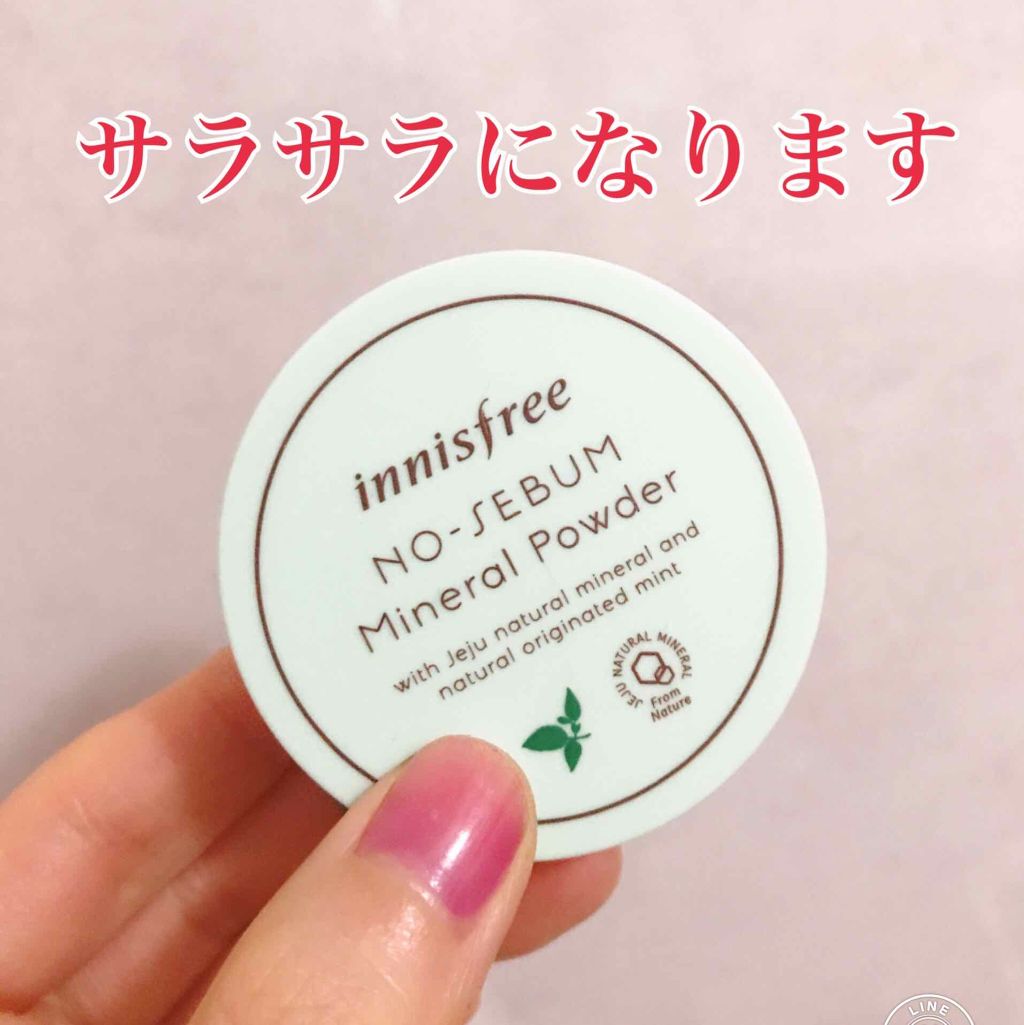 サラサラになります
innisfree
NO-SEBUM
Mineral Powder
with Jeju natural mineral and
natural originated mint
JEJU NATURAL MINERAL
From
Nature
LINE